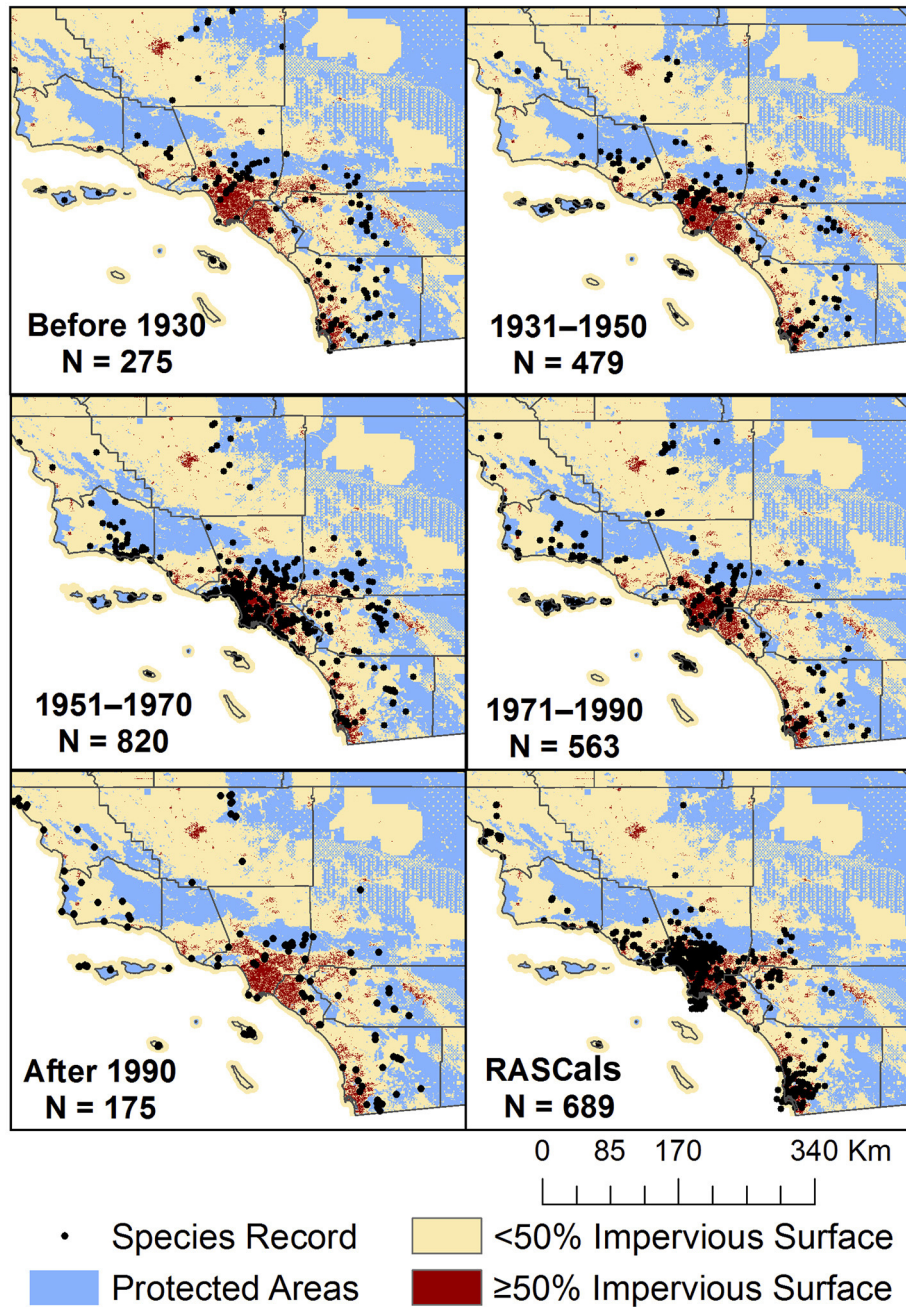 Before 1930
N = 275
1931–1950
N = 479
1951–1970
N = 820
1971–1990
N = 563
After 1990
N = 175
RASCals
N = 689
0 85 170 340 Km
Species Record
<50% Impervious Surface
Protected Areas
≥50% Impervious Surface